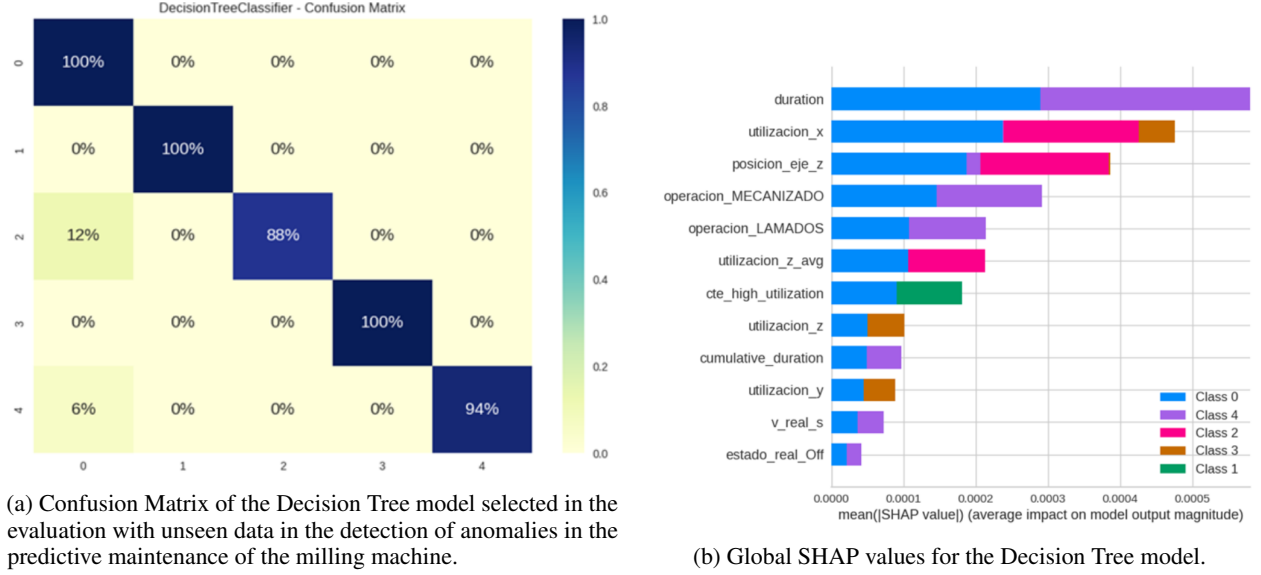 DecisionTreeClassifier - Confusion Matrix
0 100% 0% 0% 0% 0%
1 0% 100% 0% 0% 0%
2 12% 0% 88% 0% 0%
3 0% 0% 0% 100% 0%
4 6% 0% 0% 0% 94%
0 1 2 3 4
1.0
0.8
0.6
0.4
0.2
0.0
(a) Confusion Matrix of the Decision Tree model selected in the
evaluation with unseen data in the detection of anomalies in the
predictive maintenance of the milling machine.
duration
utilizacion_x
posicion_eje_z
operacion_MECANIZADO
operacion_LAMADOS
utilizacion_z_avg
cte_high_utilization
utilizacion_z
cumulative_duration
utilizacion_y
v_real_s
estado_real_Off
Class 0
Class 4
Class 2
Class 3
Class 1
0.0000 0.0001 0.0002 0.0003 0.0004 0.0005
mean(|SHAP value|) (average impact on model output magnitude)
(b) Global SHAP values for the Decision Tree model.